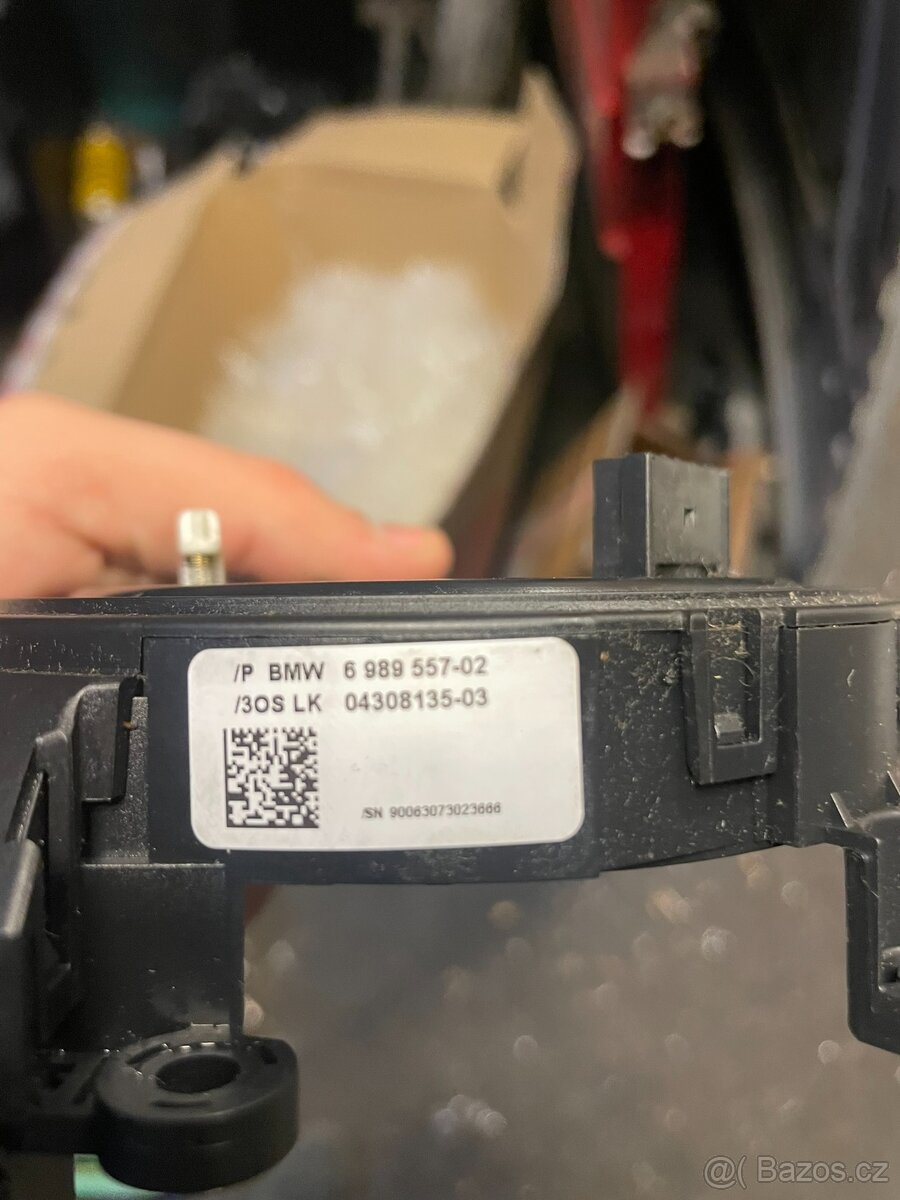 /P BMW 6 989 557-02
/3OS LK 04308135-03
/SN 90063073023666
@( Bazos.cz